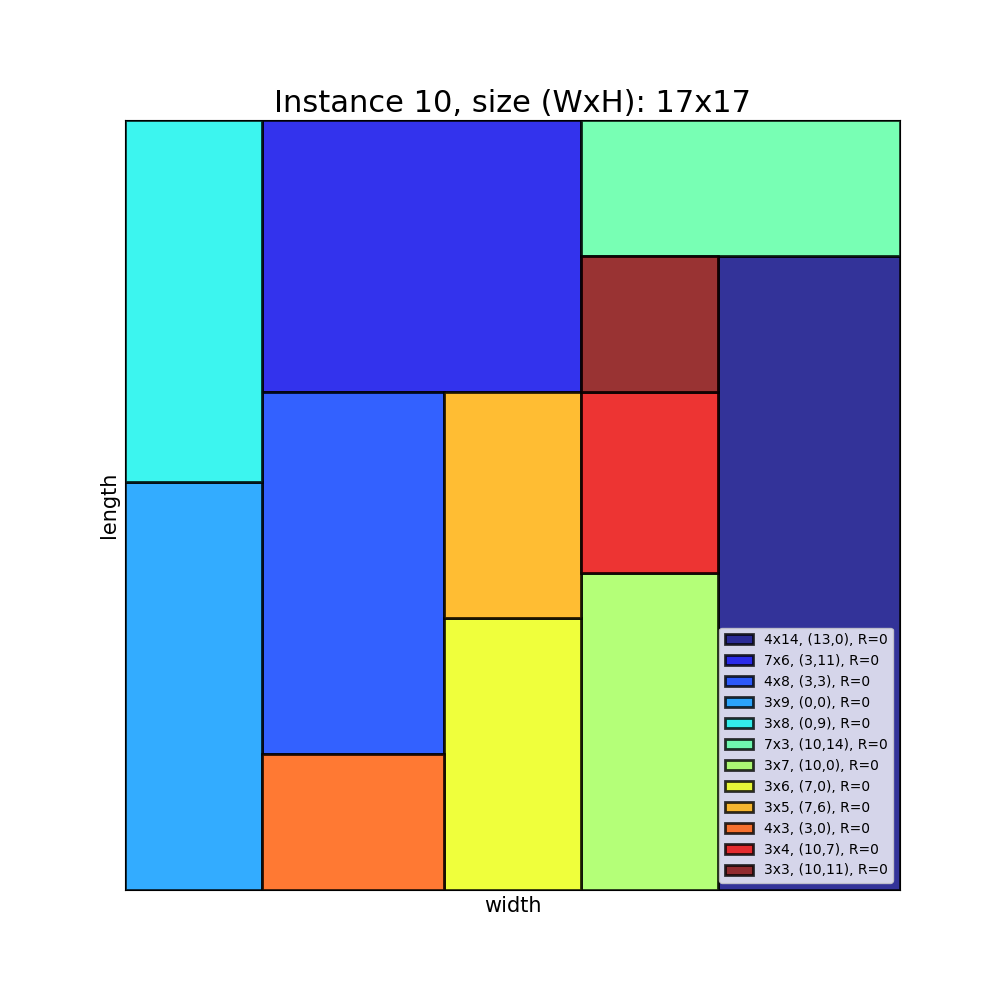 Instance 10, size (WxH): 17x17
length
4x14, (13,0), R=0
7x6, (3,11), R=0
4x8, (3,3), R=0
3x9, (0,0), R=0
3x8, (0,9), R=0
7x3, (10,14), R=0
3x7, (10,0), R=0
3x6, (7,0), R=0
3x5, (7,6), R=0
4x3, (3,0), R=0
3x4, (10,7), R=0
3x3, (10,11), R=0
width